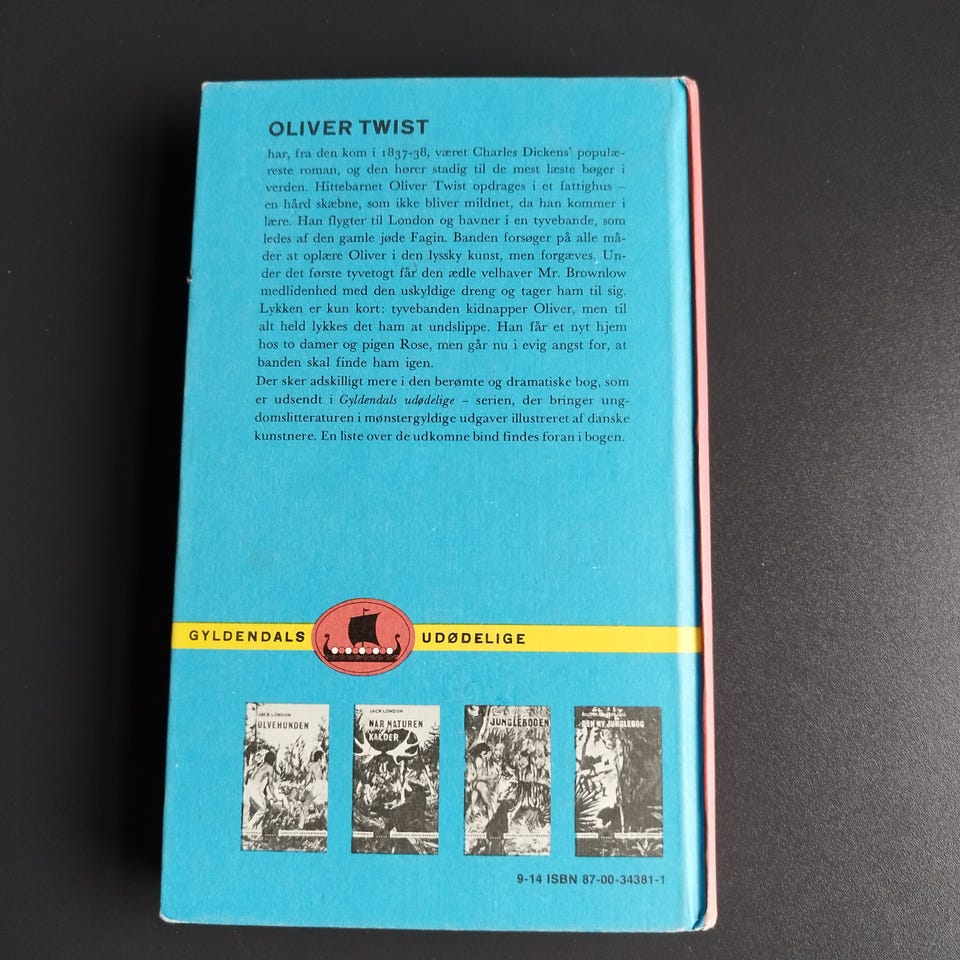 OLIVER TWIST
har, fra den kom i 1837-38, været Charles Dickens' populæ-
reste roman, og den hører stadig til de mest læste bøger i
verden. Hittebarnet Oliver Twist opdrages i et fattighus –
en hård skæbne, som ikke bliver mildnet, da han kommer i
lære. Han flygter til London og havner i en tyvebande, som
ledes af den gamle jøde Fagin. Banden forsøger på alle må-
der at oplære Oliver i den lyssky kunst, men forgæves. Un-
der det første tyvetogt får den ædle velhaver Mr. Brownlow
medlidenhed med den uskyldige dreng og tager ham til sig.
Lykken er kun kort: tyvebanden kidnapper Oliver, men til
alt held lykkes det ham at undslippe. Han får et nyt hjem
hos to damer og pigen Rose, men går nu i evig angst for, at
banden skal finde ham igen.
Der sker adskilligt mere i den berømte og dramatiske bog, som
er udsendt i Gyldendals udødelige – serien, der bringer ung-
domslitteraturen i mønstergyldige udgaver illustreret af danske
kunstnere. En liste over de udkomne bind findes foran i bogen.
GYLDENDALS UDØDELIGE
JACK LONDON
ULVEHUNDEN
JACK LONDON
NAR NATUREN
KALDER
JUNGLEBOGEN
DEN NY JUNGLEBOG
9-14 ISBN 87-00-34381-1